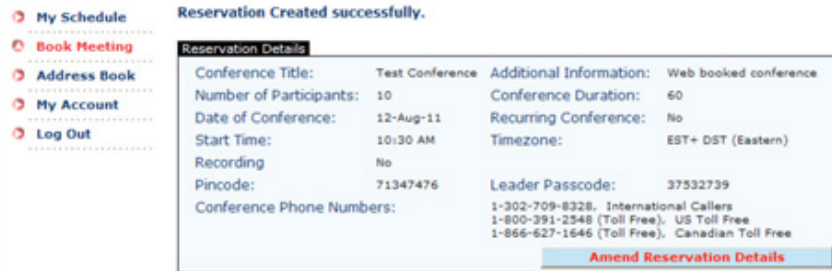 My Schedule
Book Meeting
Address Book
My Account
Log Out
Reservation Created successfully.
Reservation Details
Conference Title: Test Conference Additional Information: Web booked conference
Number of Participants: 10 Conference Duration: 60
Date of Conference: 12-Aug-11 Recurring Conference: No
Start Time: 10:30 AM Timezone: EST+ DST (Eastern)
Recording No
Pincode: 71347476 Leader Passcode: 37532739
Conference Phone Numbers: 1-302-709-8328, International Callers
1-800-391-2548 (Toll Free), US Toll Free
1-866-627-1646 (Toll Free), Canadian Toll Free
Amend Reservation Details